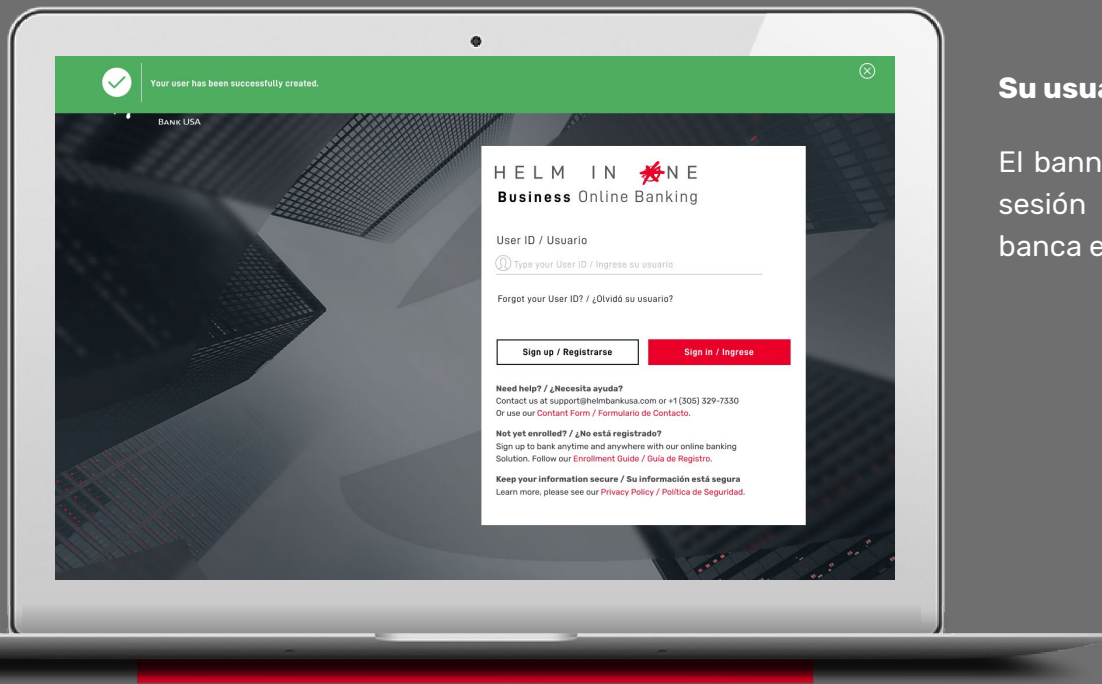 Your user has been successfully created.
BANK USA
HELM IN ONE
Business Online Banking
User ID / Usuario
Type your User ID / Ingrese su usuario
Forgot your User ID? / ¿Olvidó su usuario?
Sign up / Registrarse
Sign in / Ingrese
Need help? / ¿Necesita ayuda?
Contact us at support@helmbankusa.com or +1 (305) 329-7330
Or use our Contant Form / Formulario de Contacto.
Not yet enrolled? / ¿No está registrado?
Sign up to bank anytime and anywhere with our online banking
Solution. Follow our Enrollment Guide / Guía de Registro.
Keep your information secure / Su información está segura
Learn more, please see our Privacy Policy / Política de Seguridad.
Su usua
El bann
sesión
banca e